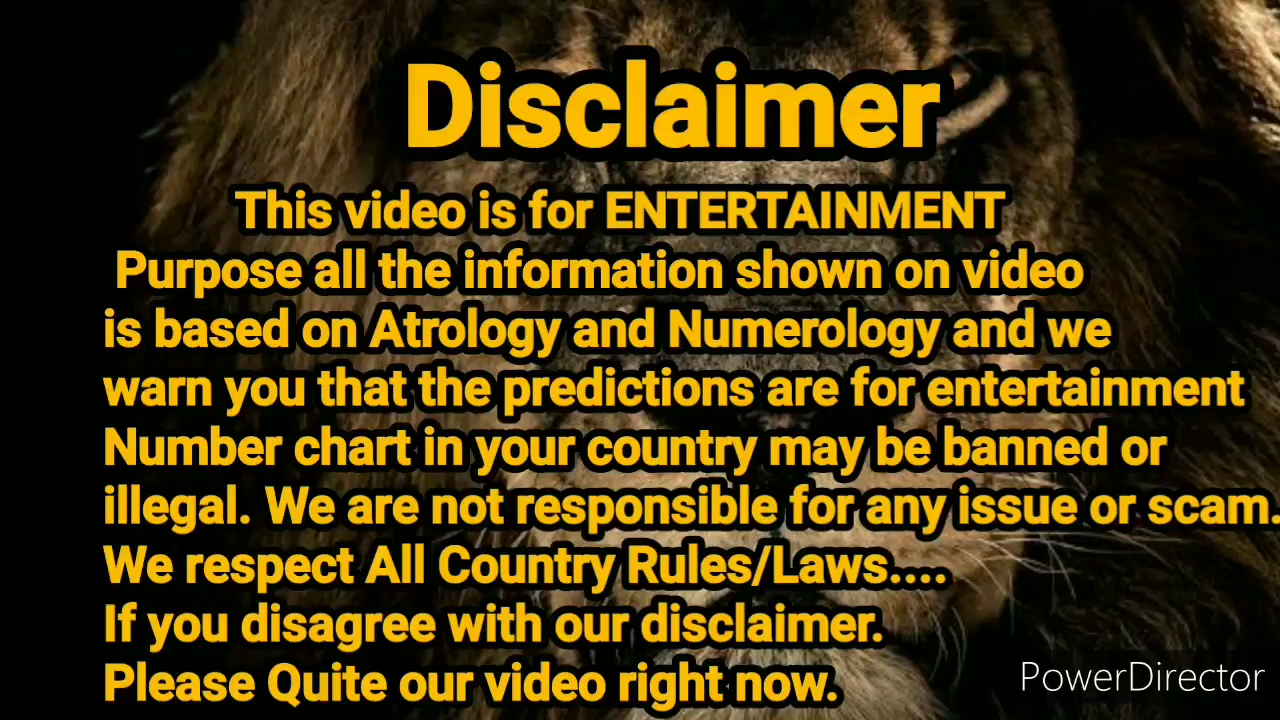 Disclaimer
This video is for ENTERTAINMENT
Purpose all the information shown on video
is based on Atrology and Numerology and we
warn you that the predictions are for entertainment
Number chart in your country may be banned or
illegal. We are not responsible for any issue or scam.
We respect All Country Rules/Laws....
If you disagree with our disclaimer.
Please Quite our video right now.
PowerDirector